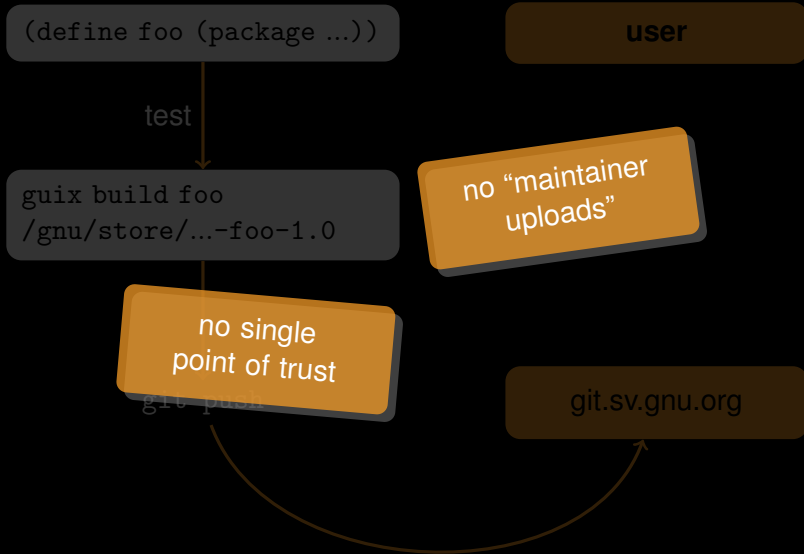 (define foo (package ...))
user
test
no “maintainer
uploads”
guix build foo
/gnu/store/...-foo-1.0
no single
point of trust
git push
git.sv.gnu.org